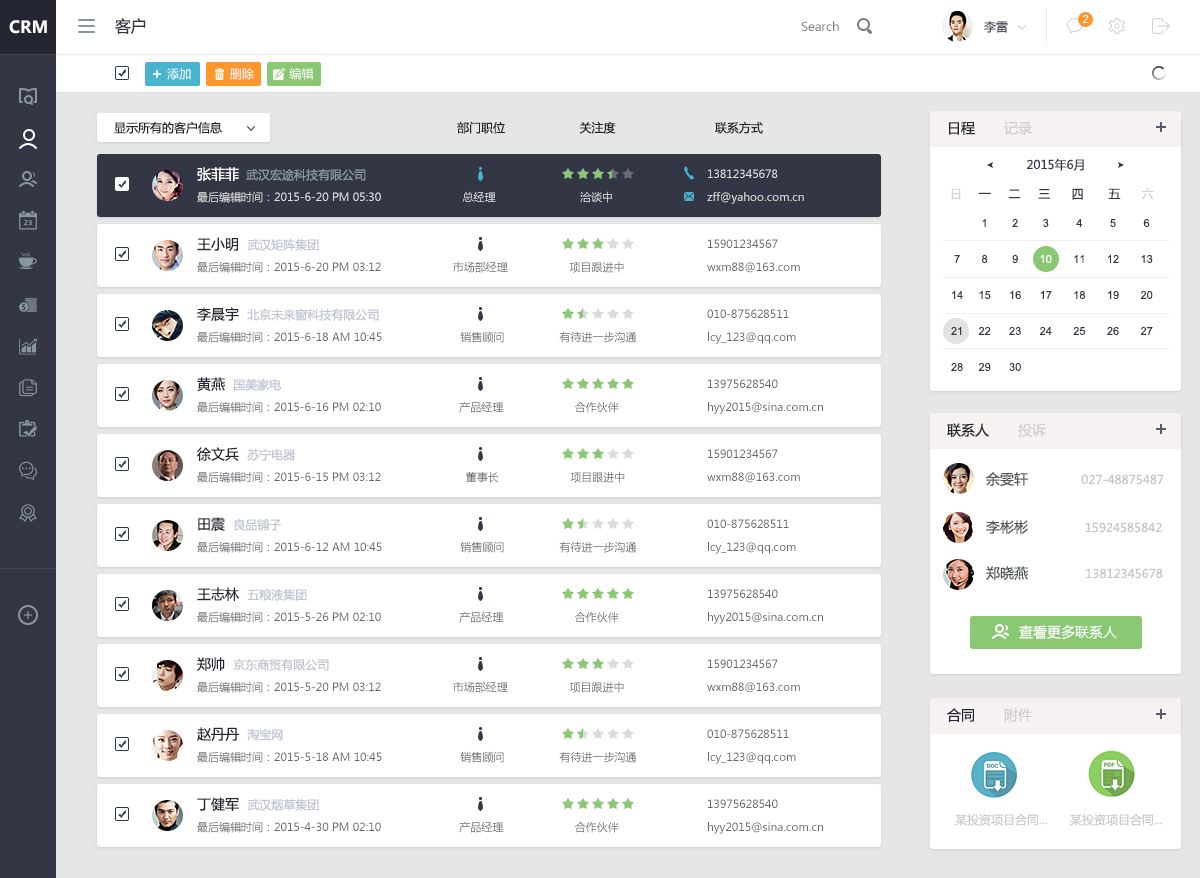 CRM
客户
Search
李雷
2
+ 添加
删除
编辑
显示所有的客户信息
部门职位
关注度
联系方式
张菲菲 武汉宏途科技有限公司
最后编辑时间：2015-6-20 PM 05:30
总经理
洽谈中
13812345678
zff@yahoo.com.cn
王小明 武汉矩阵集团
最后编辑时间：2015-6-20 PM 03:12
市场部经理
项目跟进中
15901234567
wxm88@163.com
李晨宇 北京未来窗科技有限公司
最后编辑时间：2015-6-18 AM 10:45
销售顾问
有待进一步沟通
010-875628511
lcy_123@qq.com
黄燕 国美家电
最后编辑时间：2015-6-16 PM 02:10
产品经理
合作伙伴
13975628540
hyy2015@sina.com.cn
徐文兵 苏宁电器
最后编辑时间：2015-6-15 PM 03:12
董事长
项目跟进中
15901234567
wxm88@163.com
田震 良品铺子
最后编辑时间：2015-6-12 AM 10:45
销售顾问
有待进一步沟通
010-875628511
lcy_123@qq.com
王志林 五粮液集团
最后编辑时间：2015-5-26 PM 02:10
产品经理
合作伙伴
13975628540
hyy2015@sina.com.cn
郑帅 京东商贸有限公司
最后编辑时间：2015-5-20 PM 03:12
市场部经理
项目跟进中
15901234567
wxm88@163.com
赵丹丹 淘宝网
最后编辑时间：2015-5-18 AM 10:45
销售顾问
有待进一步沟通
010-875628511
lcy_123@qq.com
丁健军 武汉烟草集团
最后编辑时间：2015-4-30 PM 02:10
产品经理
合作伙伴
13975628540
hyy2015@sina.com.cn
23
日程 记录 +
2015年6月
日 一 二 三 四 五 六
1 2 3 4 5 6
7 8 9 10 11 12 13
14 15 16 17 18 19 20
21 22 23 24 25 26 27
28 29 30
联系人 投诉 +
余雯轩 027-48875487
李彬彬 15924585842
郑晓燕 13812345678
查看更多联系人
合同 附件 +
DOC
PDF
某投资项目合同...
某投资项目合同...